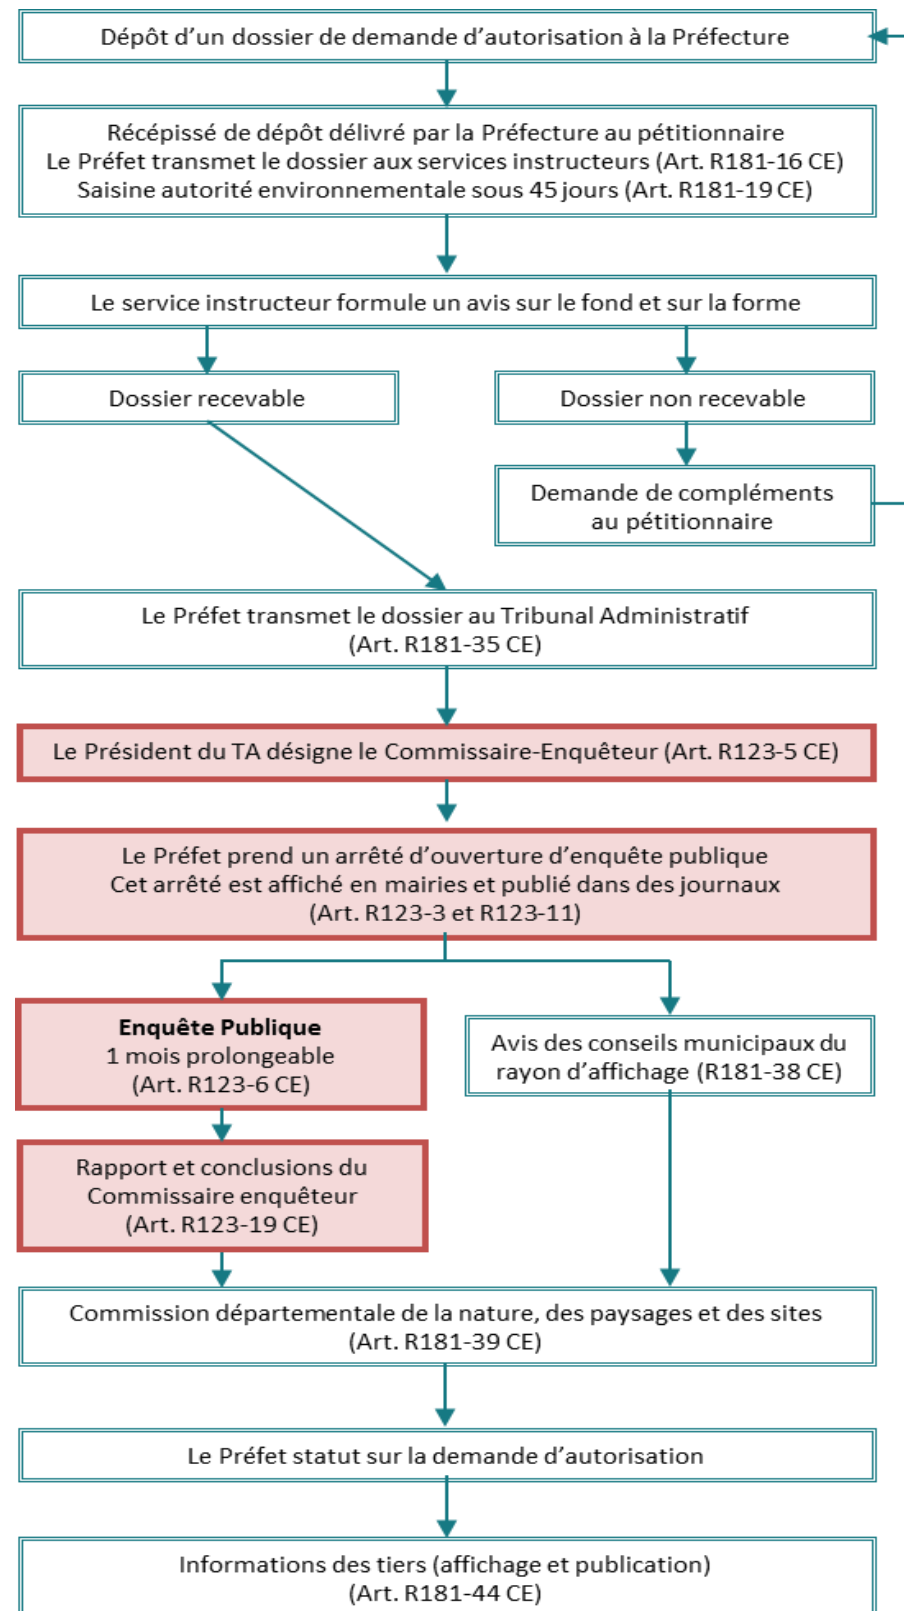 Dépôt d’un dossier de demande d’autorisation à la Préfecture
Récépissé de dépôt délivré par la Préfecture au pétitionnaire
Le Préfet transmet le dossier aux services instructeurs (Art. R181-16 CE)
Saisine autorité environnementale sous 45 jours (Art. R181-19 CE)
Le service instructeur formule un avis sur le fond et sur la forme
Dossier recevable
Dossier non recevable
Demande de compléments
au pétitionnaire
Le Préfet transmet le dossier au Tribunal Administratif
(Art. R181-35 CE)
Le Président du TA désigne le Commissaire-Enquêteur (Art. R123-5 CE)
Le Préfet prend un arrêté d’ouverture d’enquête publique
Cet arrêté est affiché en mairies et publié dans des journaux
(Art. R123-3 et R123-11)
Enquête Publique
1 mois prolongeable
(Art. R123-6 CE)
Avis des conseils municipaux du
rayon d’affichage (R181-38 CE)
Rapport et conclusions du
Commissaire enquêteur
(Art. R123-19 CE)
Commission départementale de la nature, des paysages et des sites
(Art. R181-39 CE)
Le Préfet statut sur la demande d’autorisation
Informations des tiers (affichage et publication)
(Art. R181-44 CE)